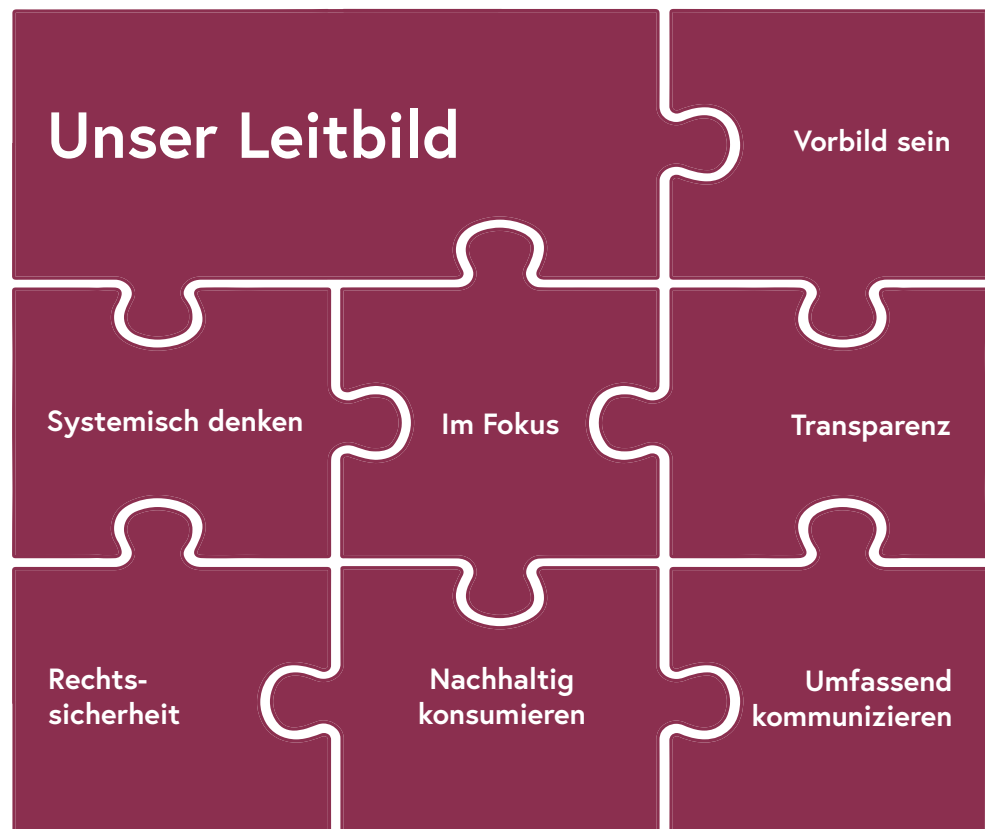 Unser Leitbild
Vorbild sein
Systemisch denken
Im Fokus
Transparenz
Rechts-
sicherheit
Nachhaltig
konsumieren
Umfassend
kommunizieren